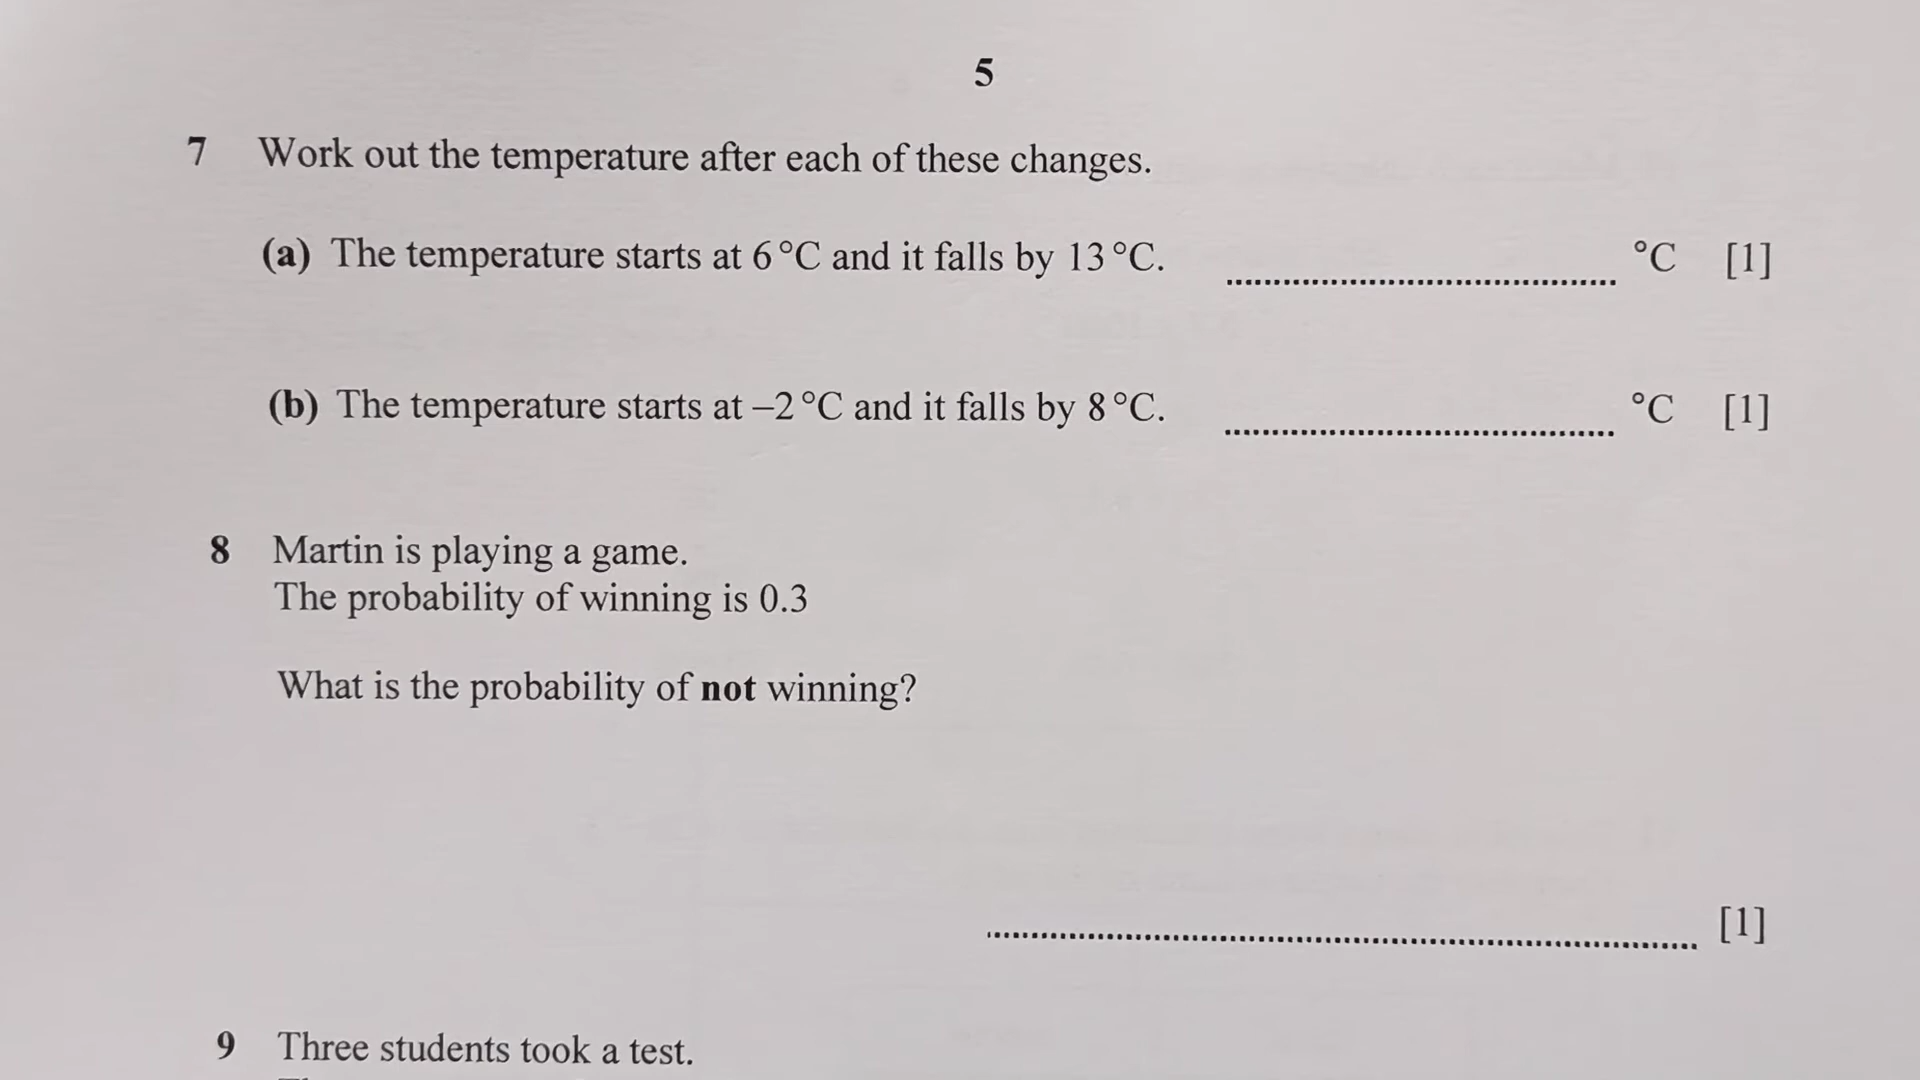 5
7 Work out the temperature after each of these changes.
(a) The temperature starts at 6 °C and it falls by 13 °C. ........................................ °C [1]
(b) The temperature starts at –2 °C and it falls by 8 °C. ........................................ °C [1]
8 Martin is playing a game.
The probability of winning is 0.3
What is the probability of not winning?
........................................................................ [1]
9 Three students took a test.